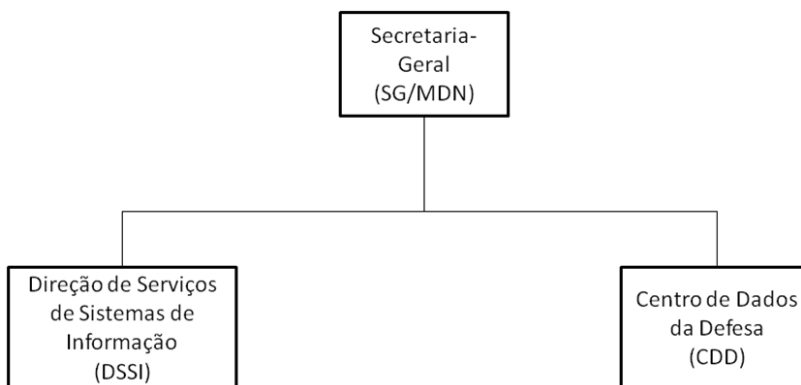 Secretaria-
Geral
(SG/MDN)
Direção de Serviços
de Sistemas de
Informação
(DSSI)
Centro de Dados
da Defesa
(CDD)